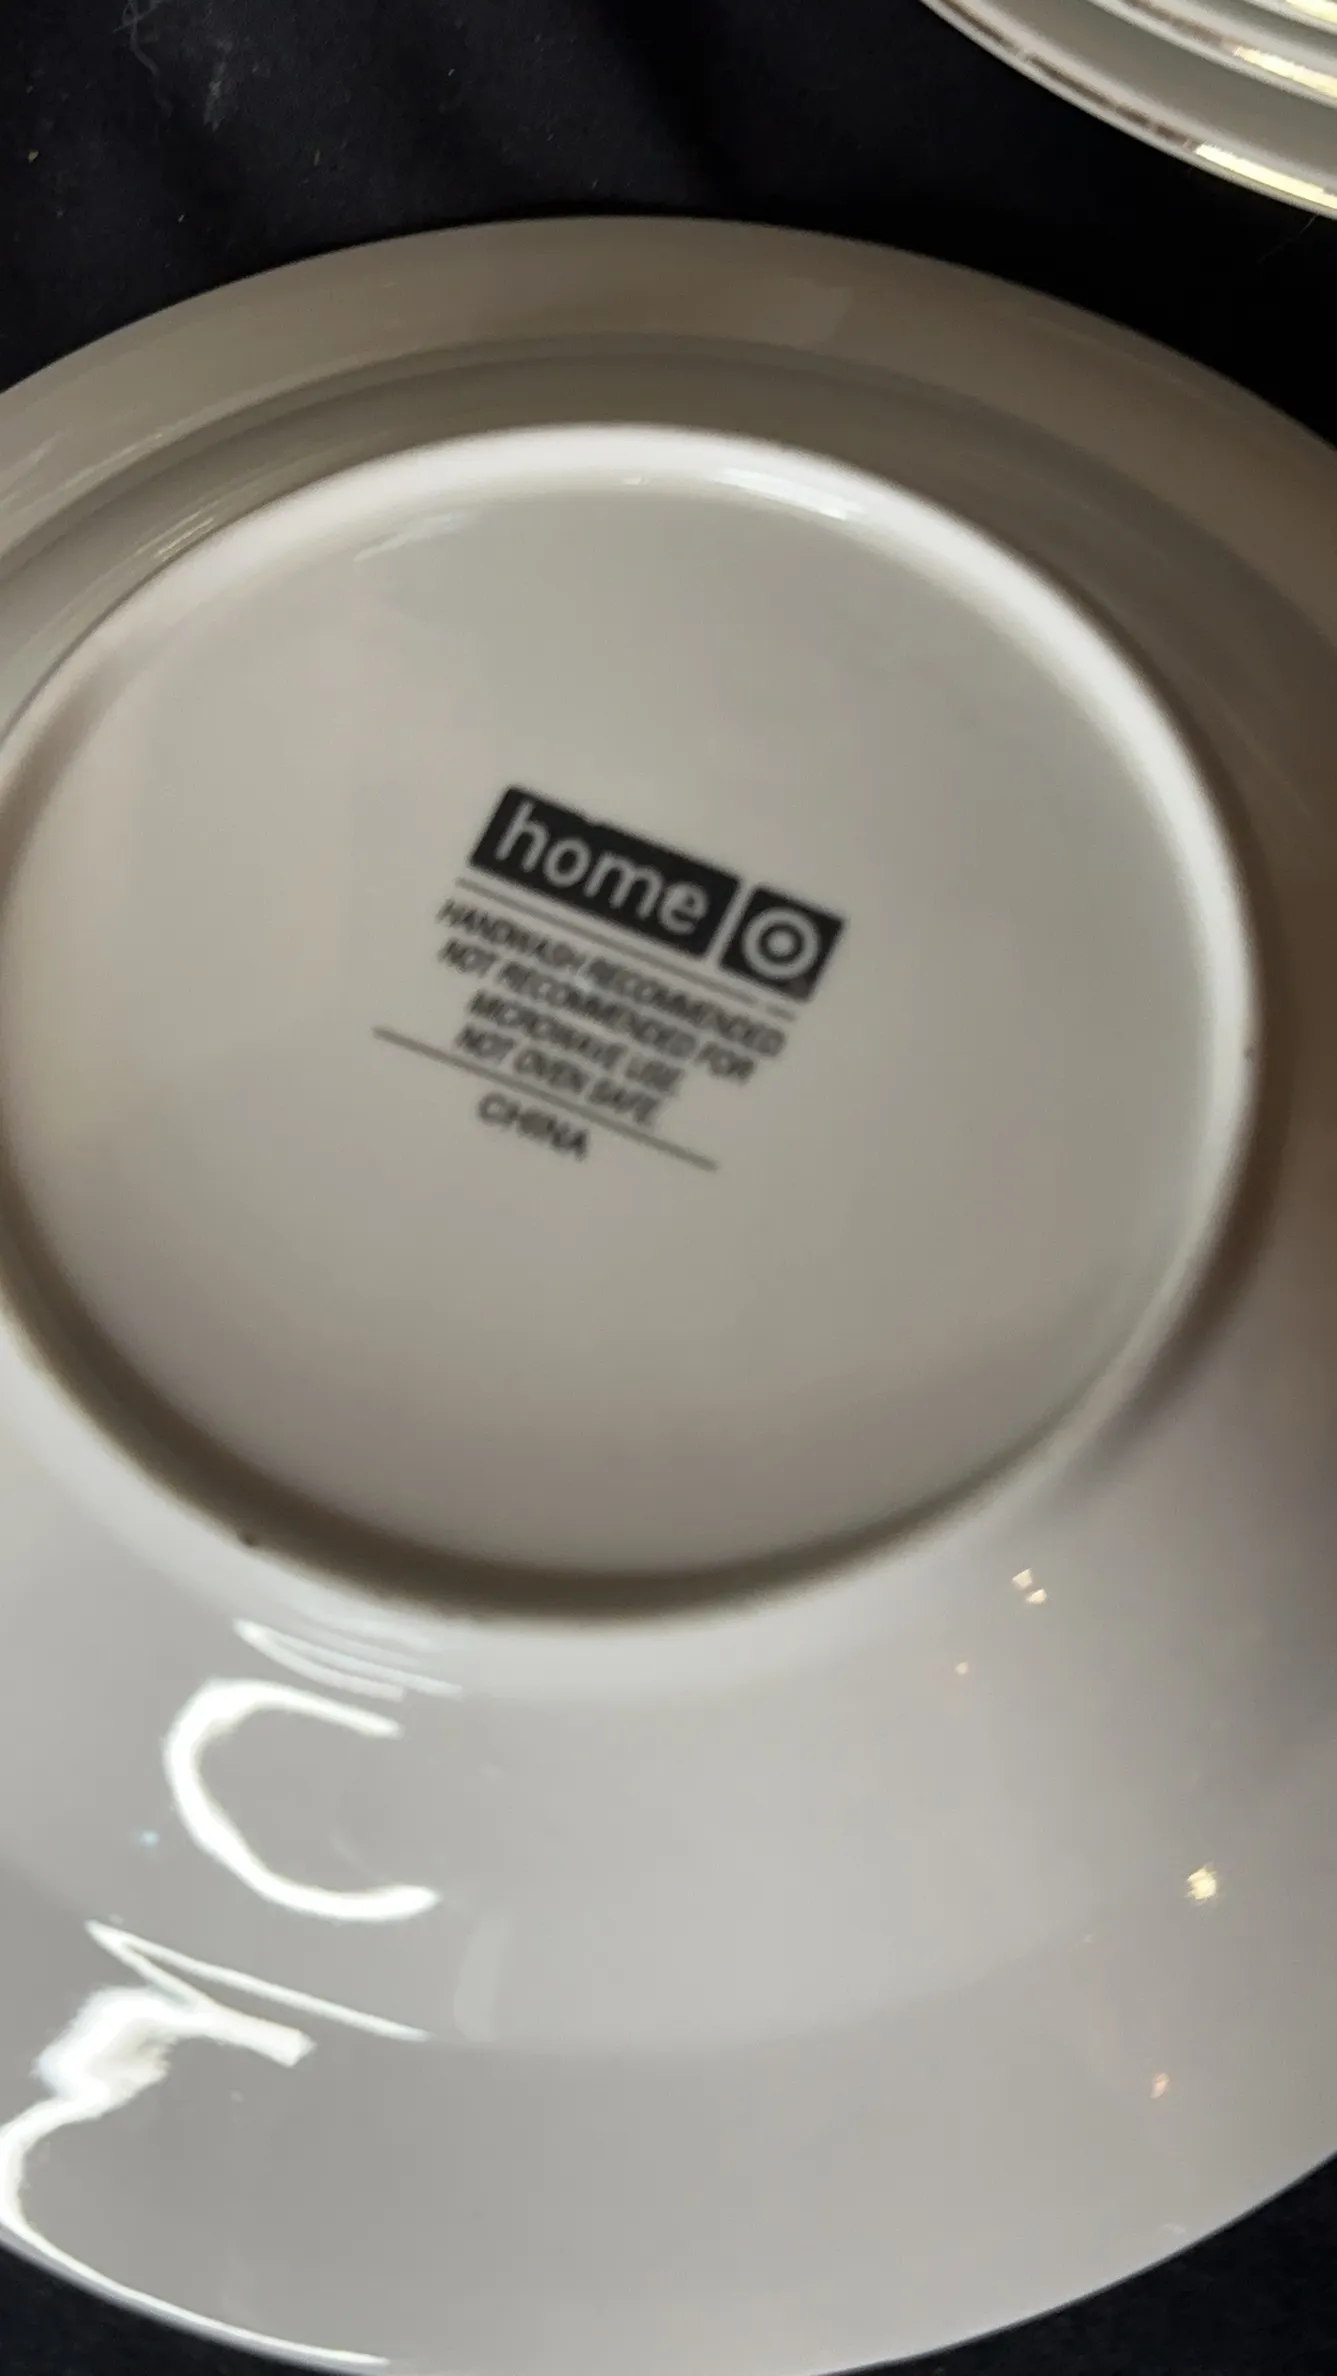 home
HANDWASH RECOMMENDED
NOT RECOMMENDED FOR
MICROWAVE USE.
NOT OVEN SAFE.
CHINA